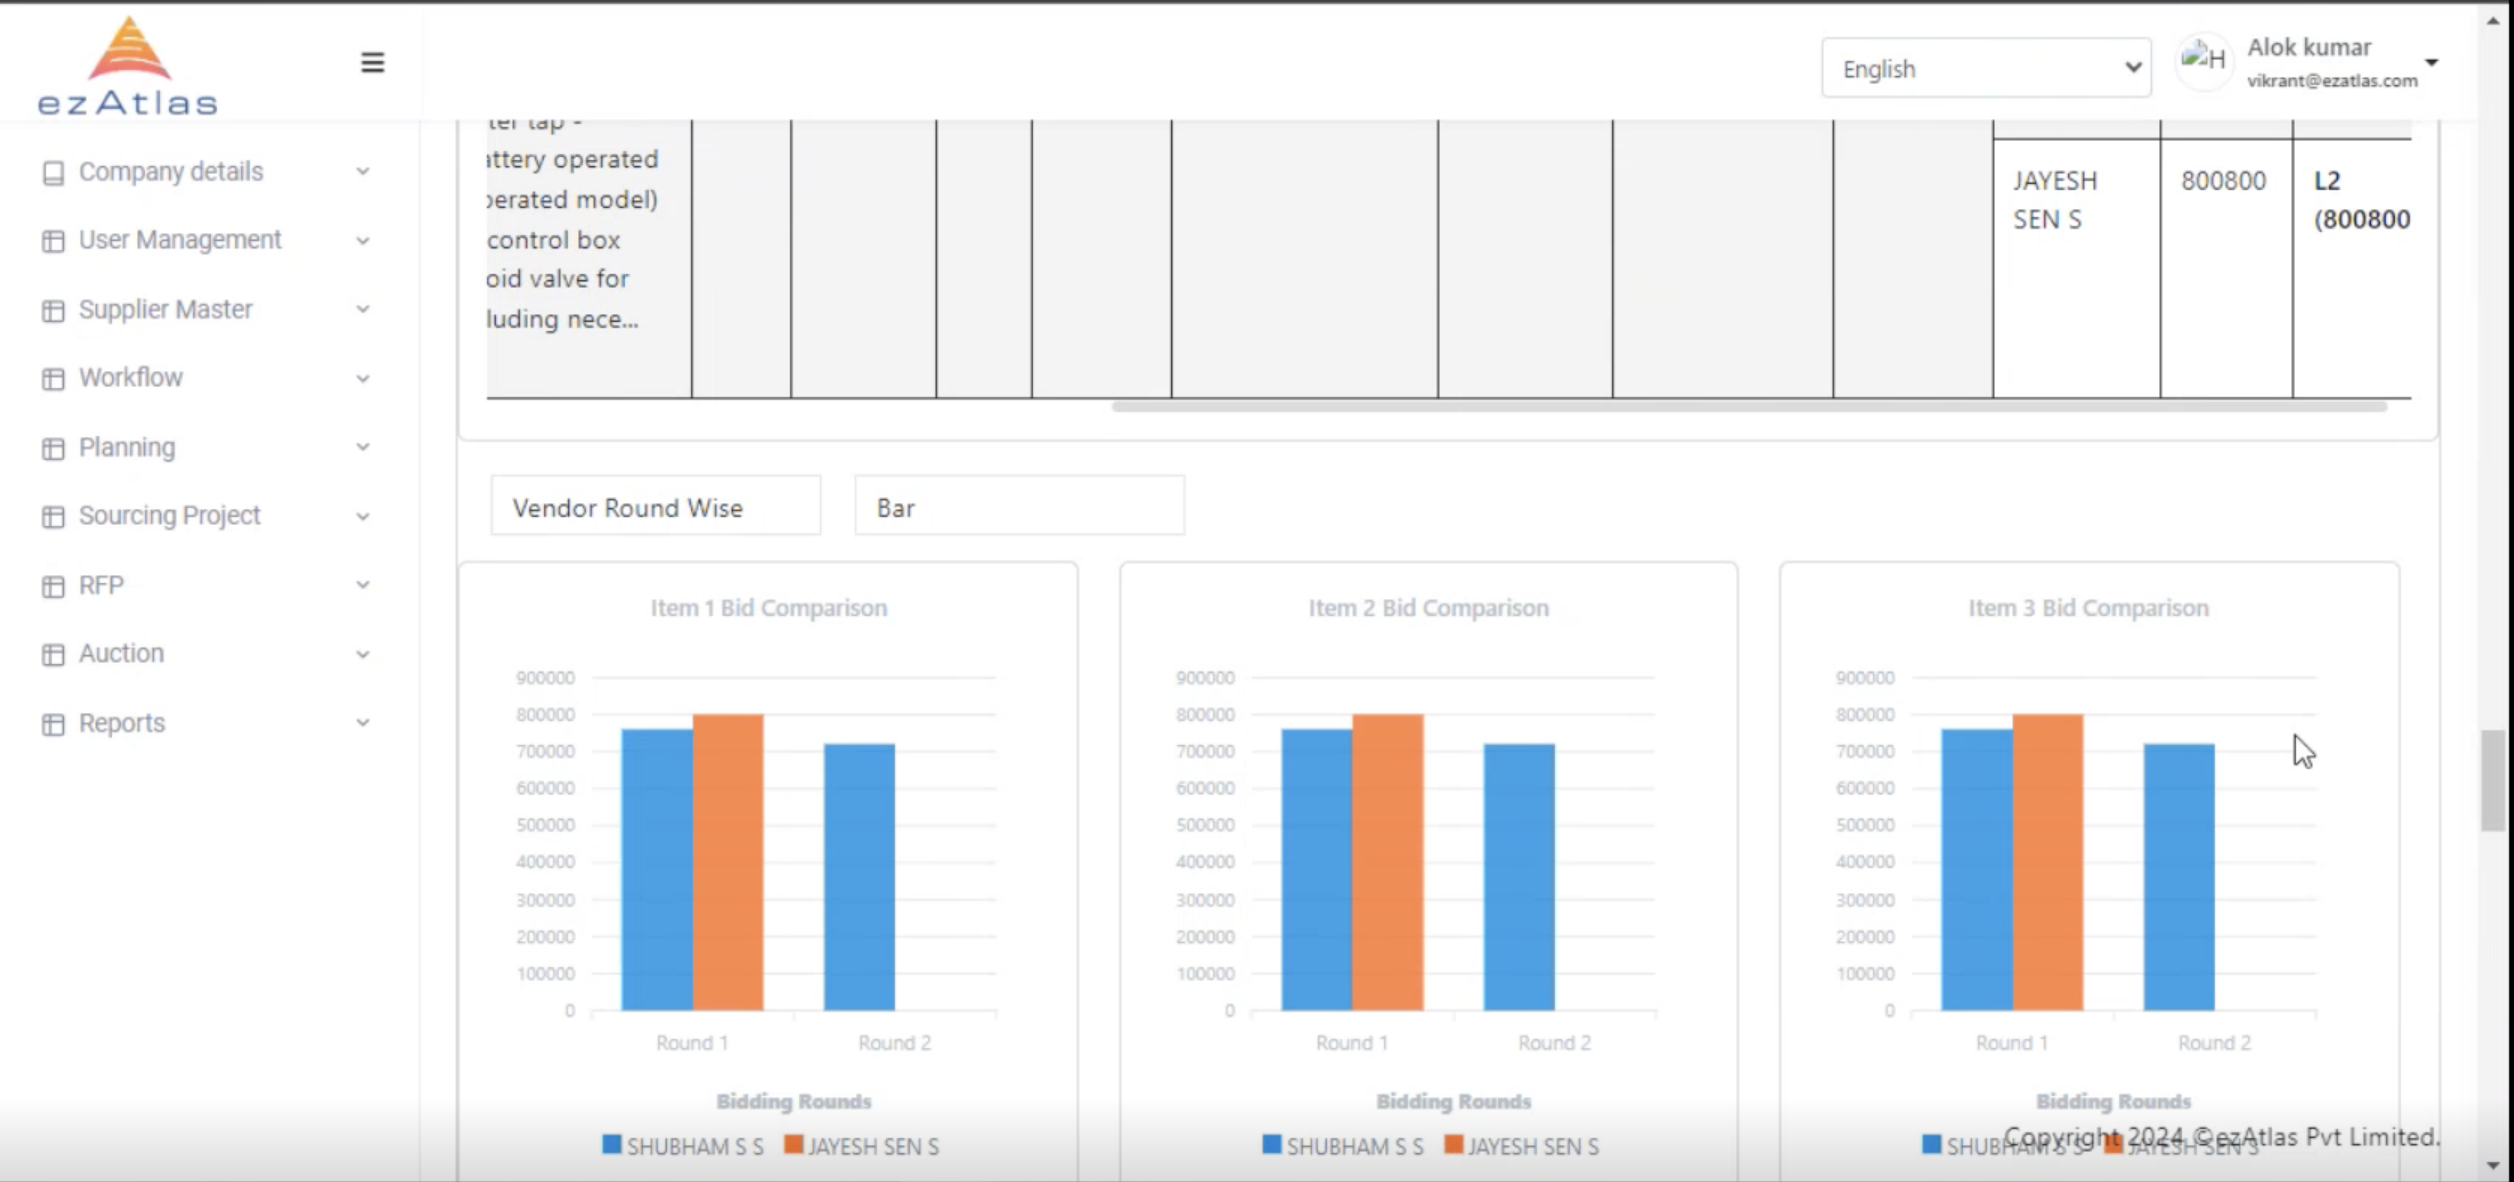 ezAtlas
English
H
Alok kumar
vikrant@ezatlas.com
Company details
User Management
Supplier Master
Workflow
Planning
Sourcing Project
RFP
Auction
Reports
ter tap -
attery operated
perated model)
control box
oid valve for
luding nece...
JAYESH
SEN S
800800
L2
(800800
Vendor Round Wise
Bar
Item 1 Bid Comparison
900000
800000
700000
600000
500000
400000
300000
200000
100000
0
Round 1 Round 2
Bidding Rounds
SHUBHAM S S JAYESH SEN S
Item 2 Bid Comparison
900000
800000
700000
600000
500000
400000
300000
200000
100000
0
Round 1 Round 2
Bidding Rounds
SHUBHAM S S JAYESH SEN S
Item 3 Bid Comparison
900000
800000
700000
600000
500000
400000
300000
200000
100000
0
Round 1 Round 2
Bidding Rounds
SHUBHAM S S JAYESH SEN S
Copyright 2024 ©ezAtlas Pvt Limited.